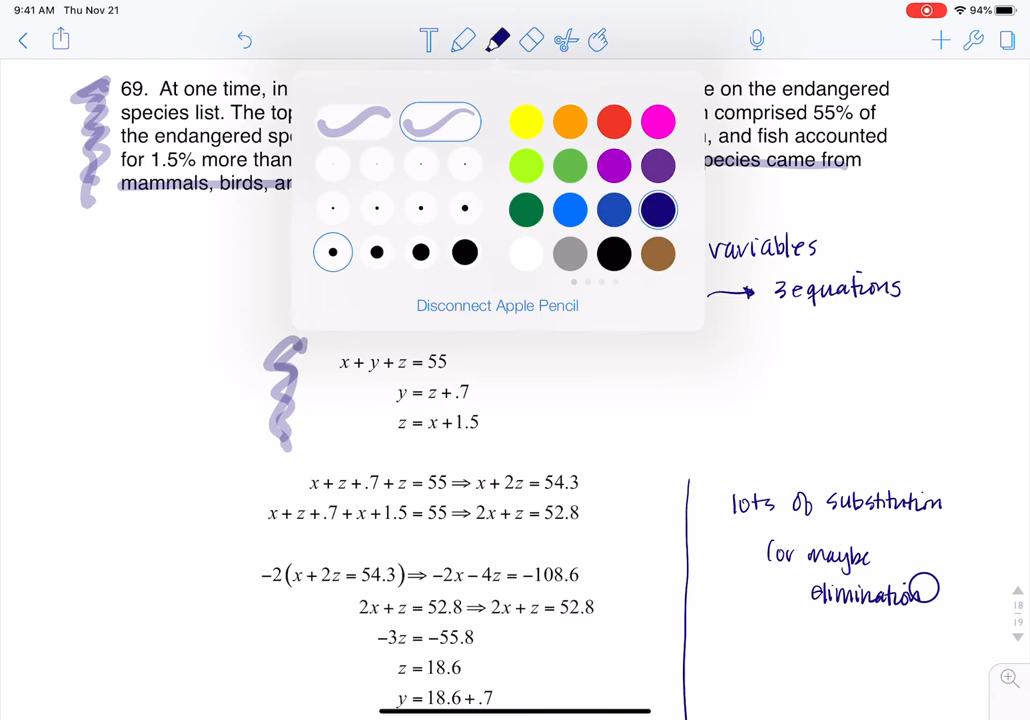 9:41 AM Thu Nov 21
94%
69. At one time, in
e on the endangered
species list. The top
comprised 55% of
the endangered spe
, and fish accounted
for 1.5% more than
species came from
mammals, birds, an
Disconnect Apple Pencil
variables
3 equations
x + y + z = 55
y = z + .7
z = x + 1.5
x + z + .7 + z = 55 ⇒ x + 2z = 54.3
x + z + .7 + x + 1.5 = 55 ⇒ 2x + z = 52.8
lots of substitution
(or maybe
elimination
−2(x + 2z = 54.3) ⇒ −2x − 4z = −108.6
2x + z = 52.8 ⇒ 2x + z = 52.8
−3z = −55.8
z = 18.6
y = 18.6 + .7
18
19